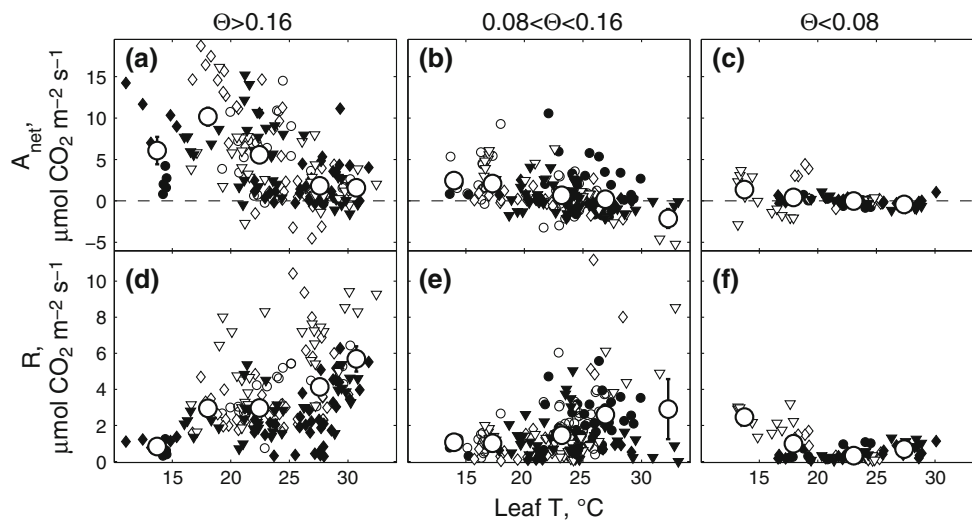 Θ>0.16 0.08<Θ<0.16 Θ<0.08
(a) (b) (c)
A_net, μmol CO₂ m⁻² s⁻¹
15
10
5
0
−5
(d) (e) (f)
R, μmol CO₂ m⁻² s⁻¹
10
8
6
4
2
0
15 20 25 30 15 20 25 30 15 20 25 30
Leaf T, °C